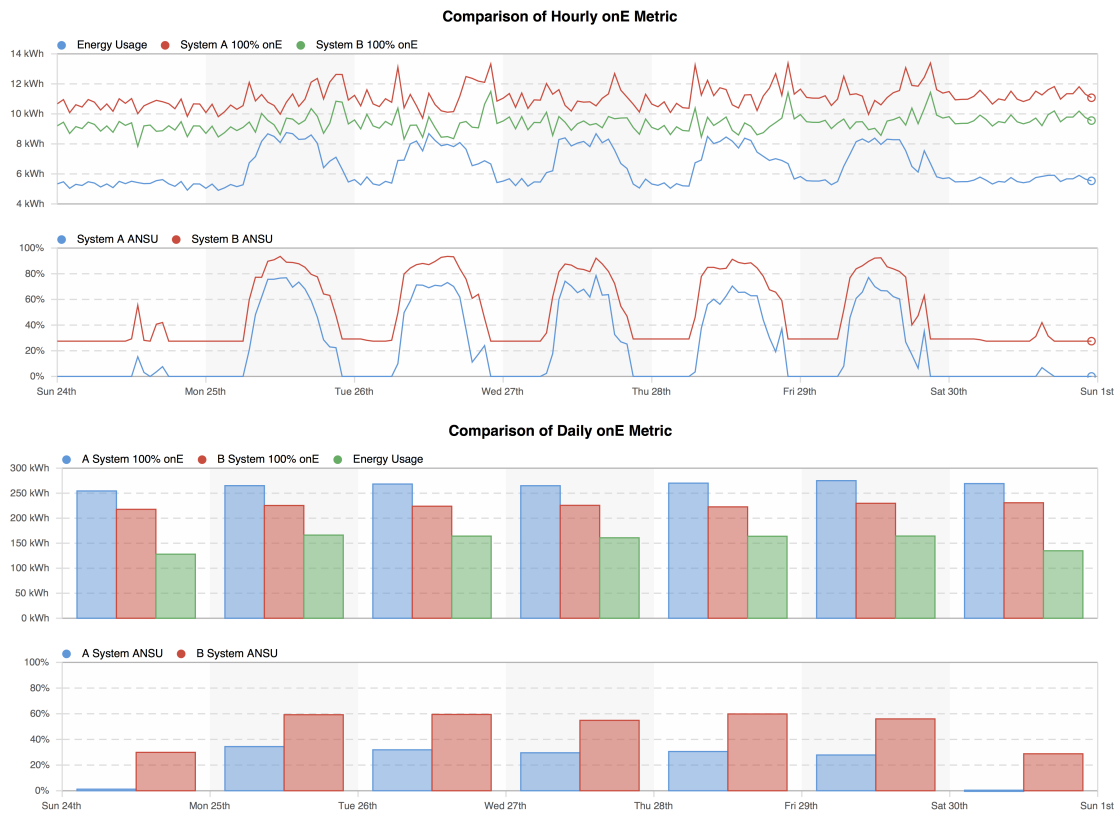 Comparison of Hourly onE Metric
Energy Usage System A 100% onE System B 100% onE
14 kWh
12 kWh
10 kWh
8 kWh
6 kWh
4 kWh
System A ANSU System B ANSU
100%
80%
60%
40%
20%
0%
Sun 24th Mon 25th Tue 26th Wed 27th Thu 28th Fri 29th Sat 30th Sun 1st
Comparison of Daily onE Metric
A System 100% onE B System 100% onE Energy Usage
300 kWh
250 kWh
200 kWh
150 kWh
100 kWh
50 kWh
0 kWh
A System ANSU B System ANSU
100%
80%
60%
40%
20%
0%
Sun 24th Mon 25th Tue 26th Wed 27th Thu 28th Fri 29th Sat 30th Sun 1st